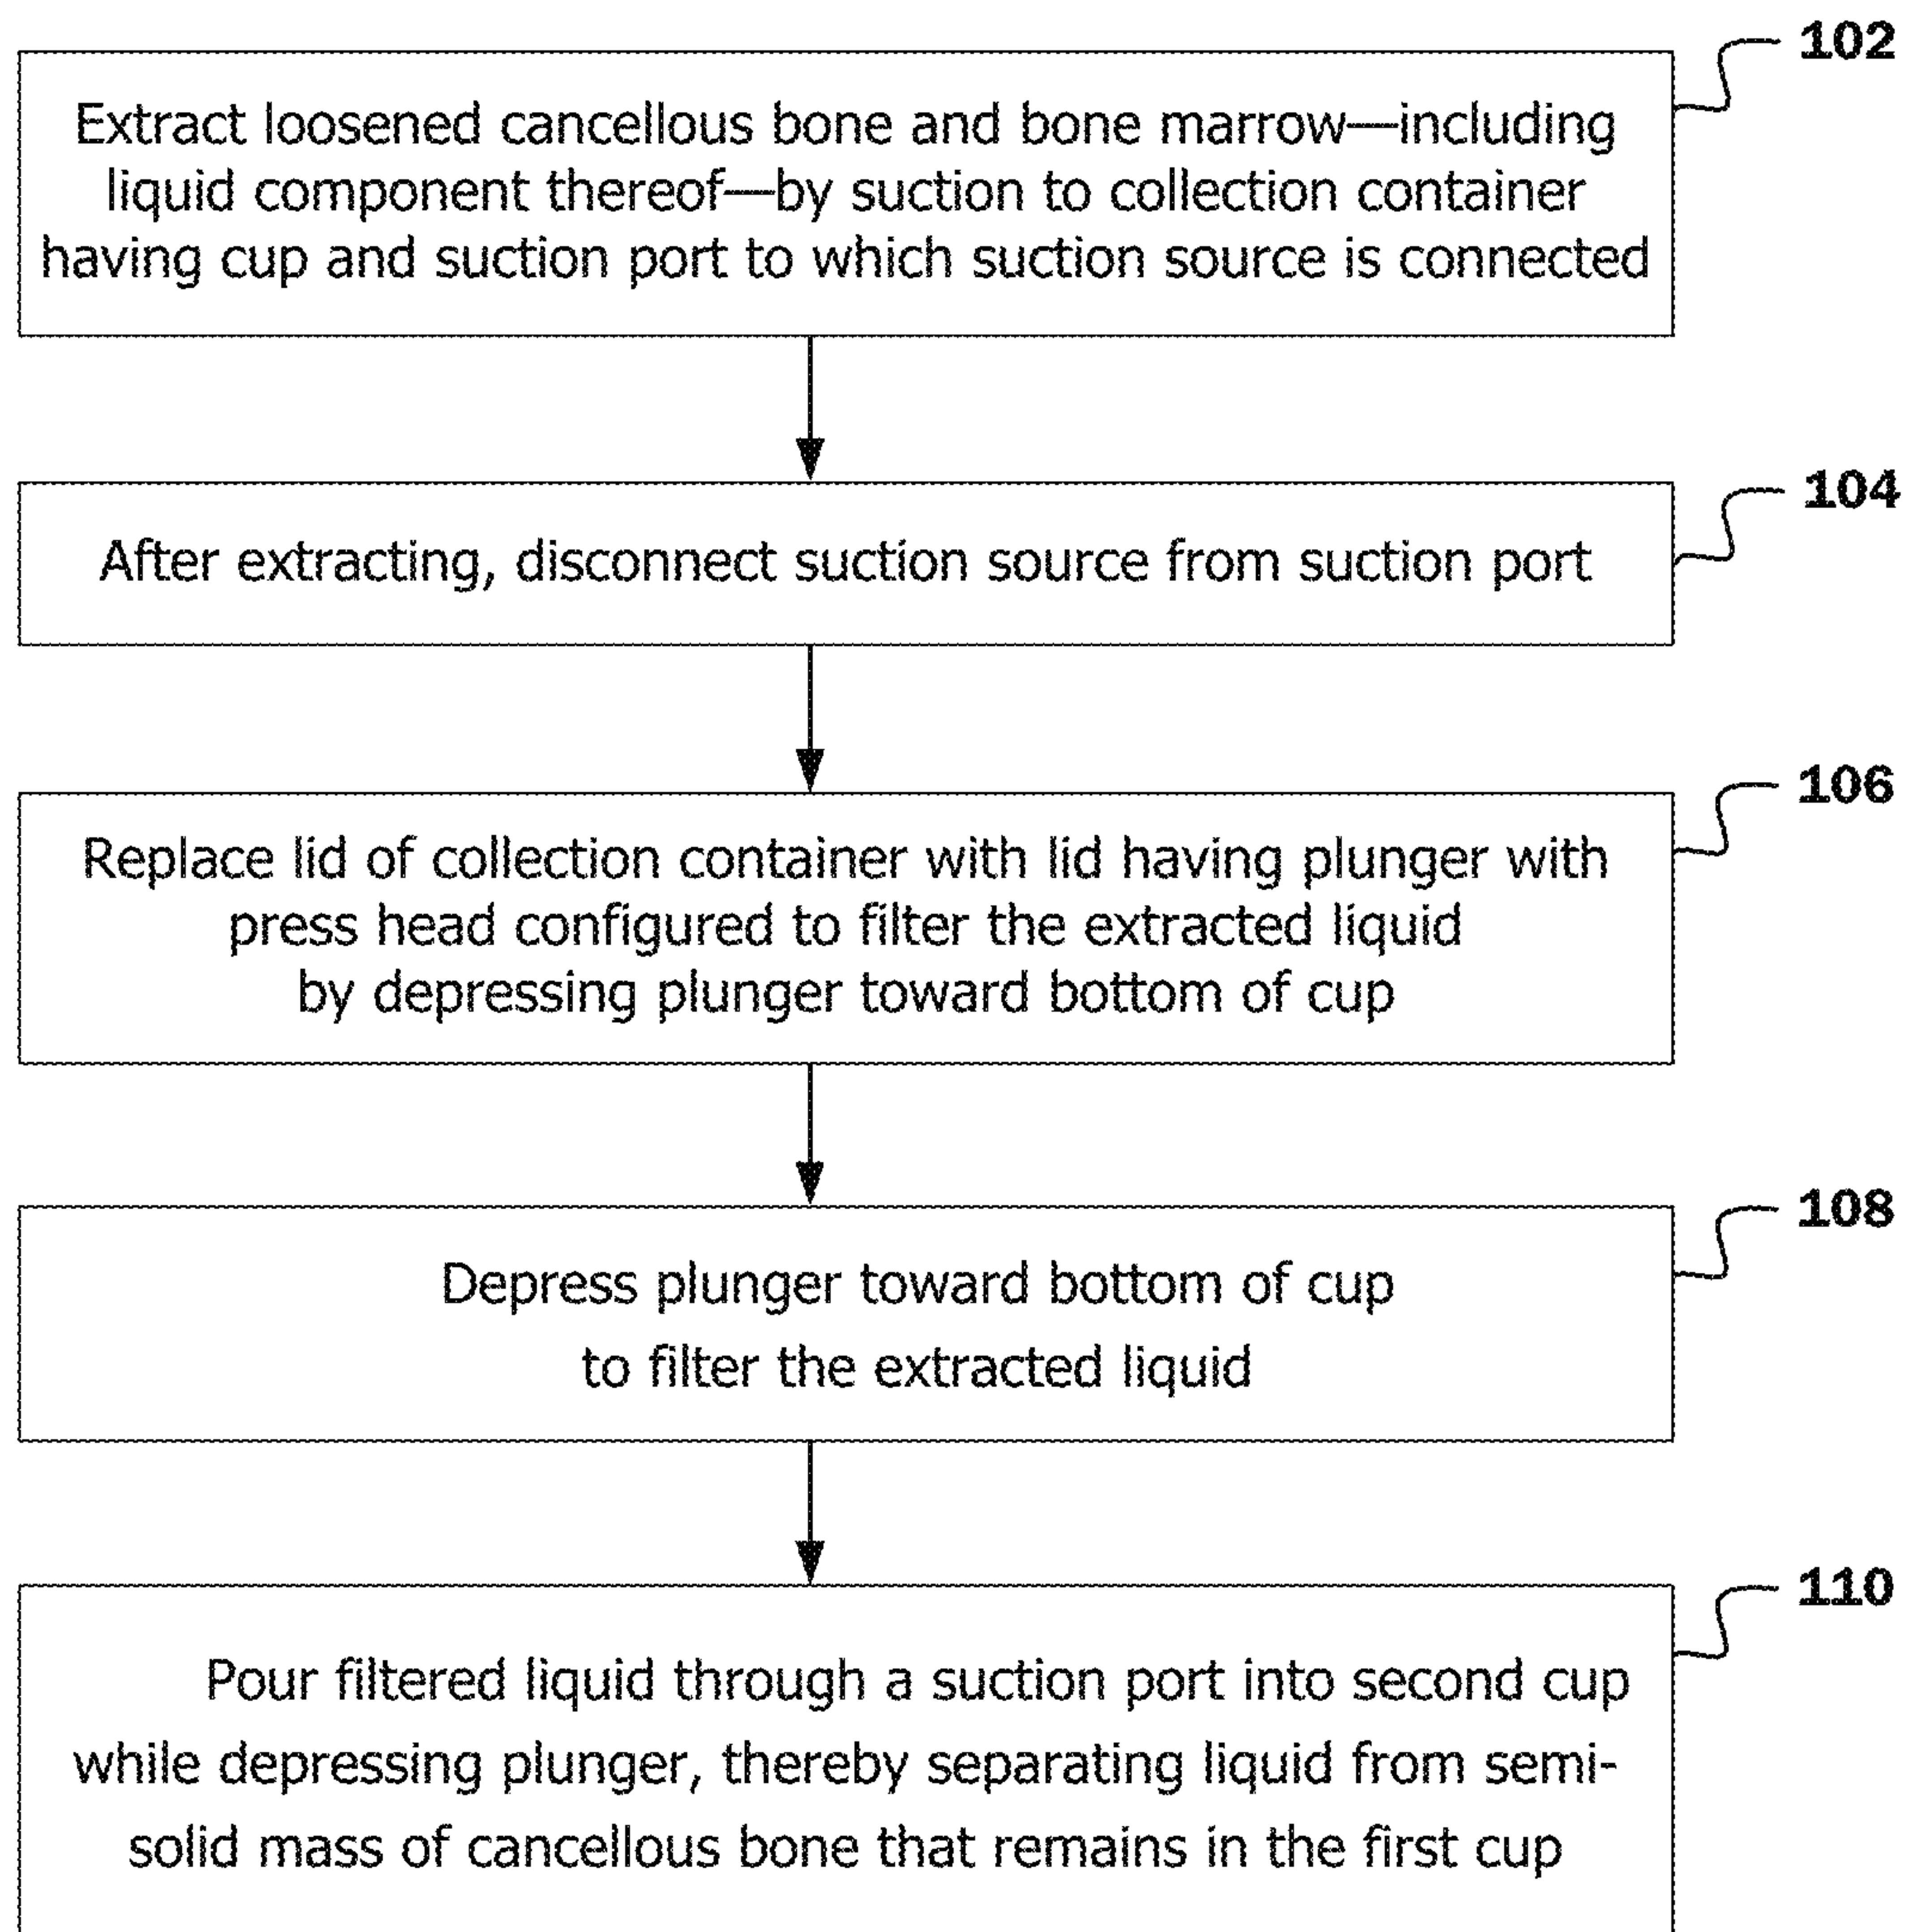 102
Extract loosened cancellous bone and bone marrow—including
liquid component thereof—by suction to collection container
having cup and suction port to which suction source is connected
104
After extracting, disconnect suction source from suction port
106
Replace lid of collection container with lid having plunger with
press head configured to filter the extracted liquid
by depressing plunger toward bottom of cup
108
Depress plunger toward bottom of cup
to filter the extracted liquid
110
Pour filtered liquid through a suction port into second cup
while depressing plunger, thereby separating liquid from semi-
solid mass of cancellous bone that remains in the first cup